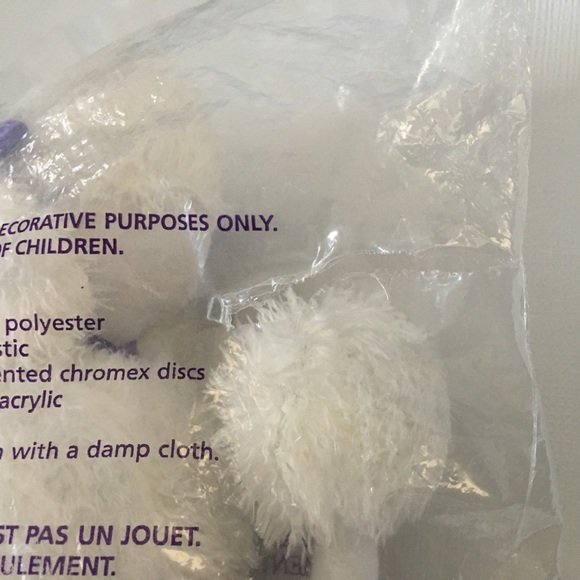 ECORATIVE PURPOSES ONLY.
OF CHILDREN.
polyester
stic
ented chromex discs
acrylic
n with a damp cloth.
ST PAS UN JOUET.
ULEMENT.